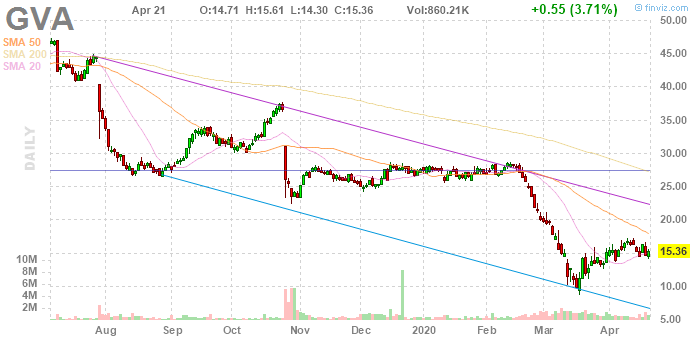 GVA
Apr 21 O:14.71 H:15.61 L:14.30 C:15.36 Vol:860.21K +0.55 (3.71%)
© finviz.com
SMA 50
SMA 200
SMA 20
DAILY
50.00
45.00
40.00
35.00
30.00
25.00
20.00
15.36
10.00
5.00
10M
8M
6M
4M
2M
Aug Sep Oct Nov Dec 2020 Feb Mar Apr